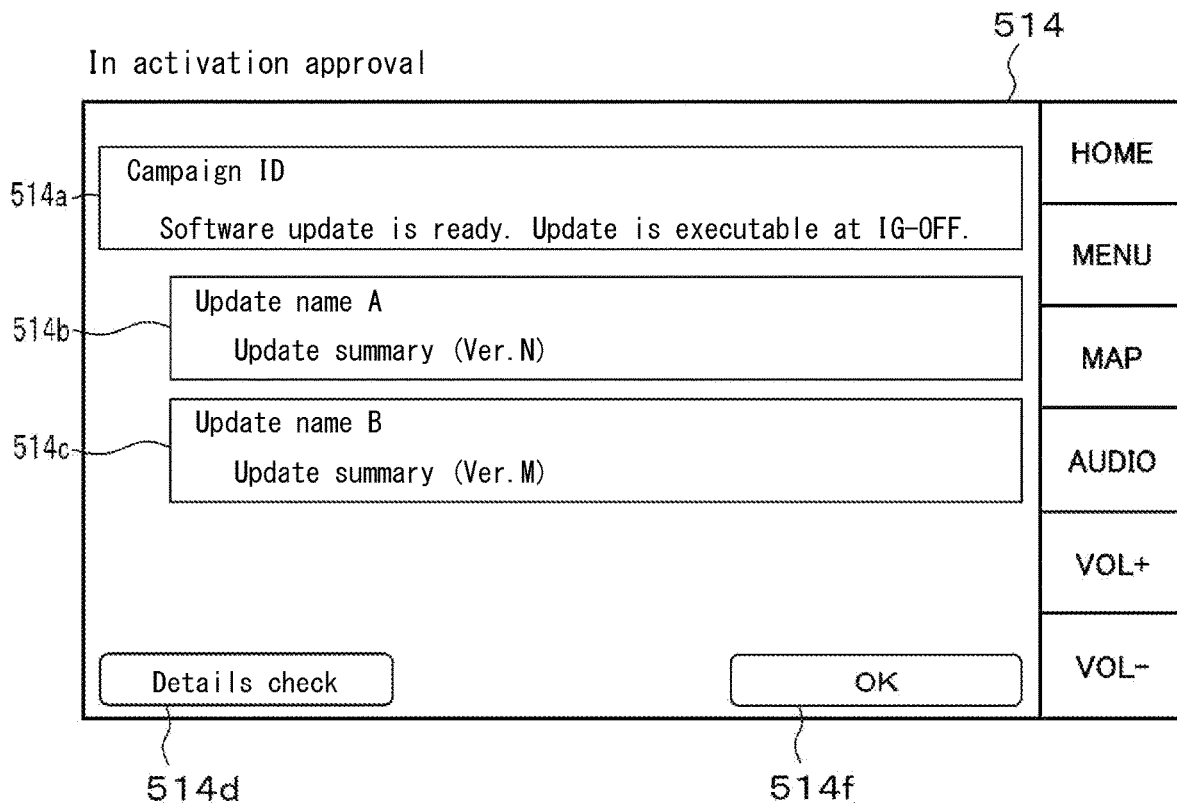 514
In activation approval
514a
Campaign ID
Software update is ready. Update is executable at IG-OFF.
514b
Update name A
Update summary (Ver.N)
514c
Update name B
Update summary (Ver.M)
Details check
OK
514d
514f
HOME
MENU
MAP
AUDIO
VOL+
VOL-